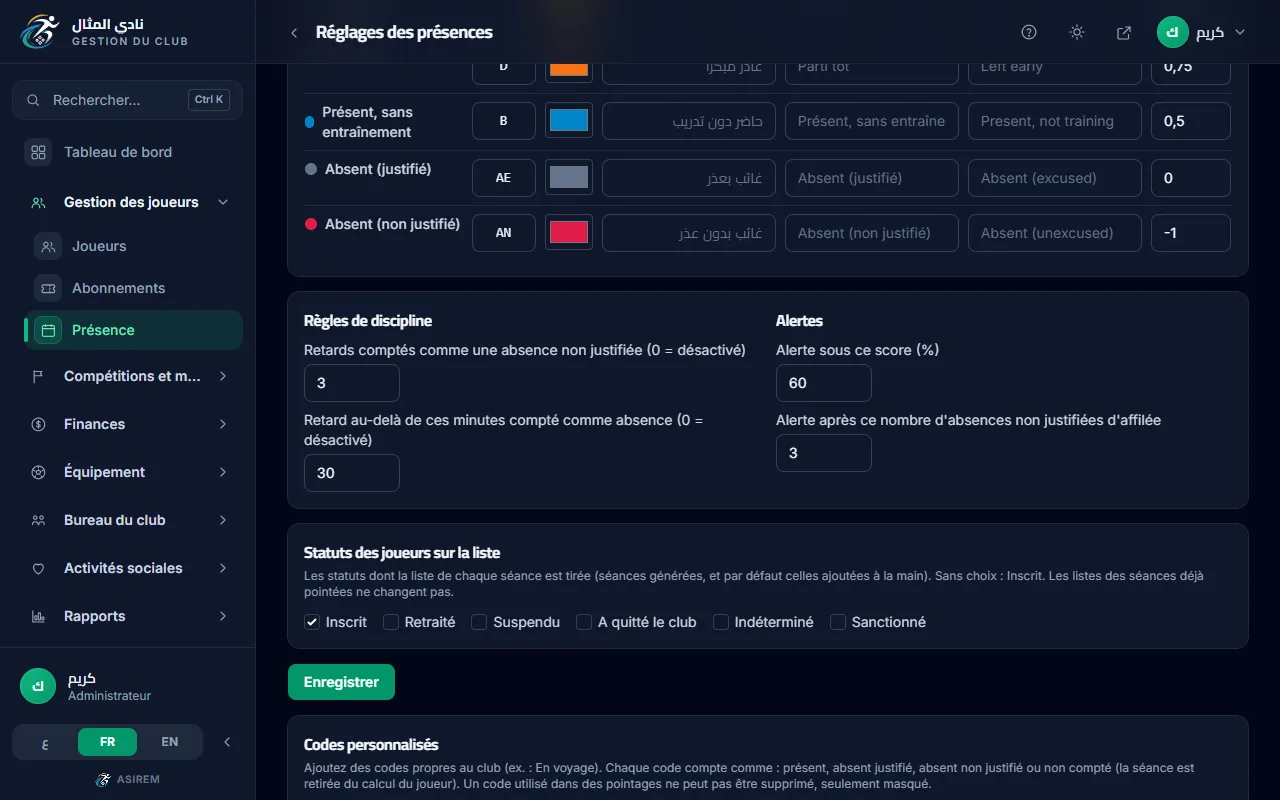 نادي المثال
GESTION DU CLUB
Rechercher...
Ctrl K
Tableau de bord
Gestion des joueurs
Joueurs
Abonnements
Présence
Compétitions et m...
Finances
Équipement
Bureau du club
Activités sociales
Rapports
ك
كريم
Administrateur
ع
FR
EN
ASIREM
Réglages des présences
ك
كريم
D
غادر مبكرا
Parti tôt
Left early
0,75
Présent, sans
entraînement
B
حاضر دون تدريب
Présent, sans entraîne
Present, not training
0,5
Absent (justifié)
AE
غائب بعذر
Absent (justifié)
Absent (excused)
0
Absent (non justifié)
AN
غائب بدون عذر
Absent (non justifié)
Absent (unexcused)
-1
Règles de discipline
Retards comptés comme une absence non justifiée (0 = désactivé)
3
Retard au-delà de ces minutes compté comme absence (0 =
désactivé)
30
Alertes
Alerte sous ce score (%)
60
Alerte après ce nombre d'absences non justifiées d'affilée
3
Statuts des joueurs sur la liste
Les statuts dont la liste de chaque séance est tirée (séances générées, et par défaut celles ajoutées à la main). Sans choix : Inscrit. Les listes des séances déjà
pointées ne changent pas.
Inscrit
Retraité
Suspendu
A quitté le club
Indéterminé
Sanctionné
Enregistrer
Codes personnalisés
Ajoutez des codes propres au club (ex. : En voyage). Chaque code compte comme : présent, absent justifié, absent non justifié ou non compté (la séance est
retirée du calcul du joueur). Un code utilisé dans des pointages ne peut pas être supprimé, seulement masqué.